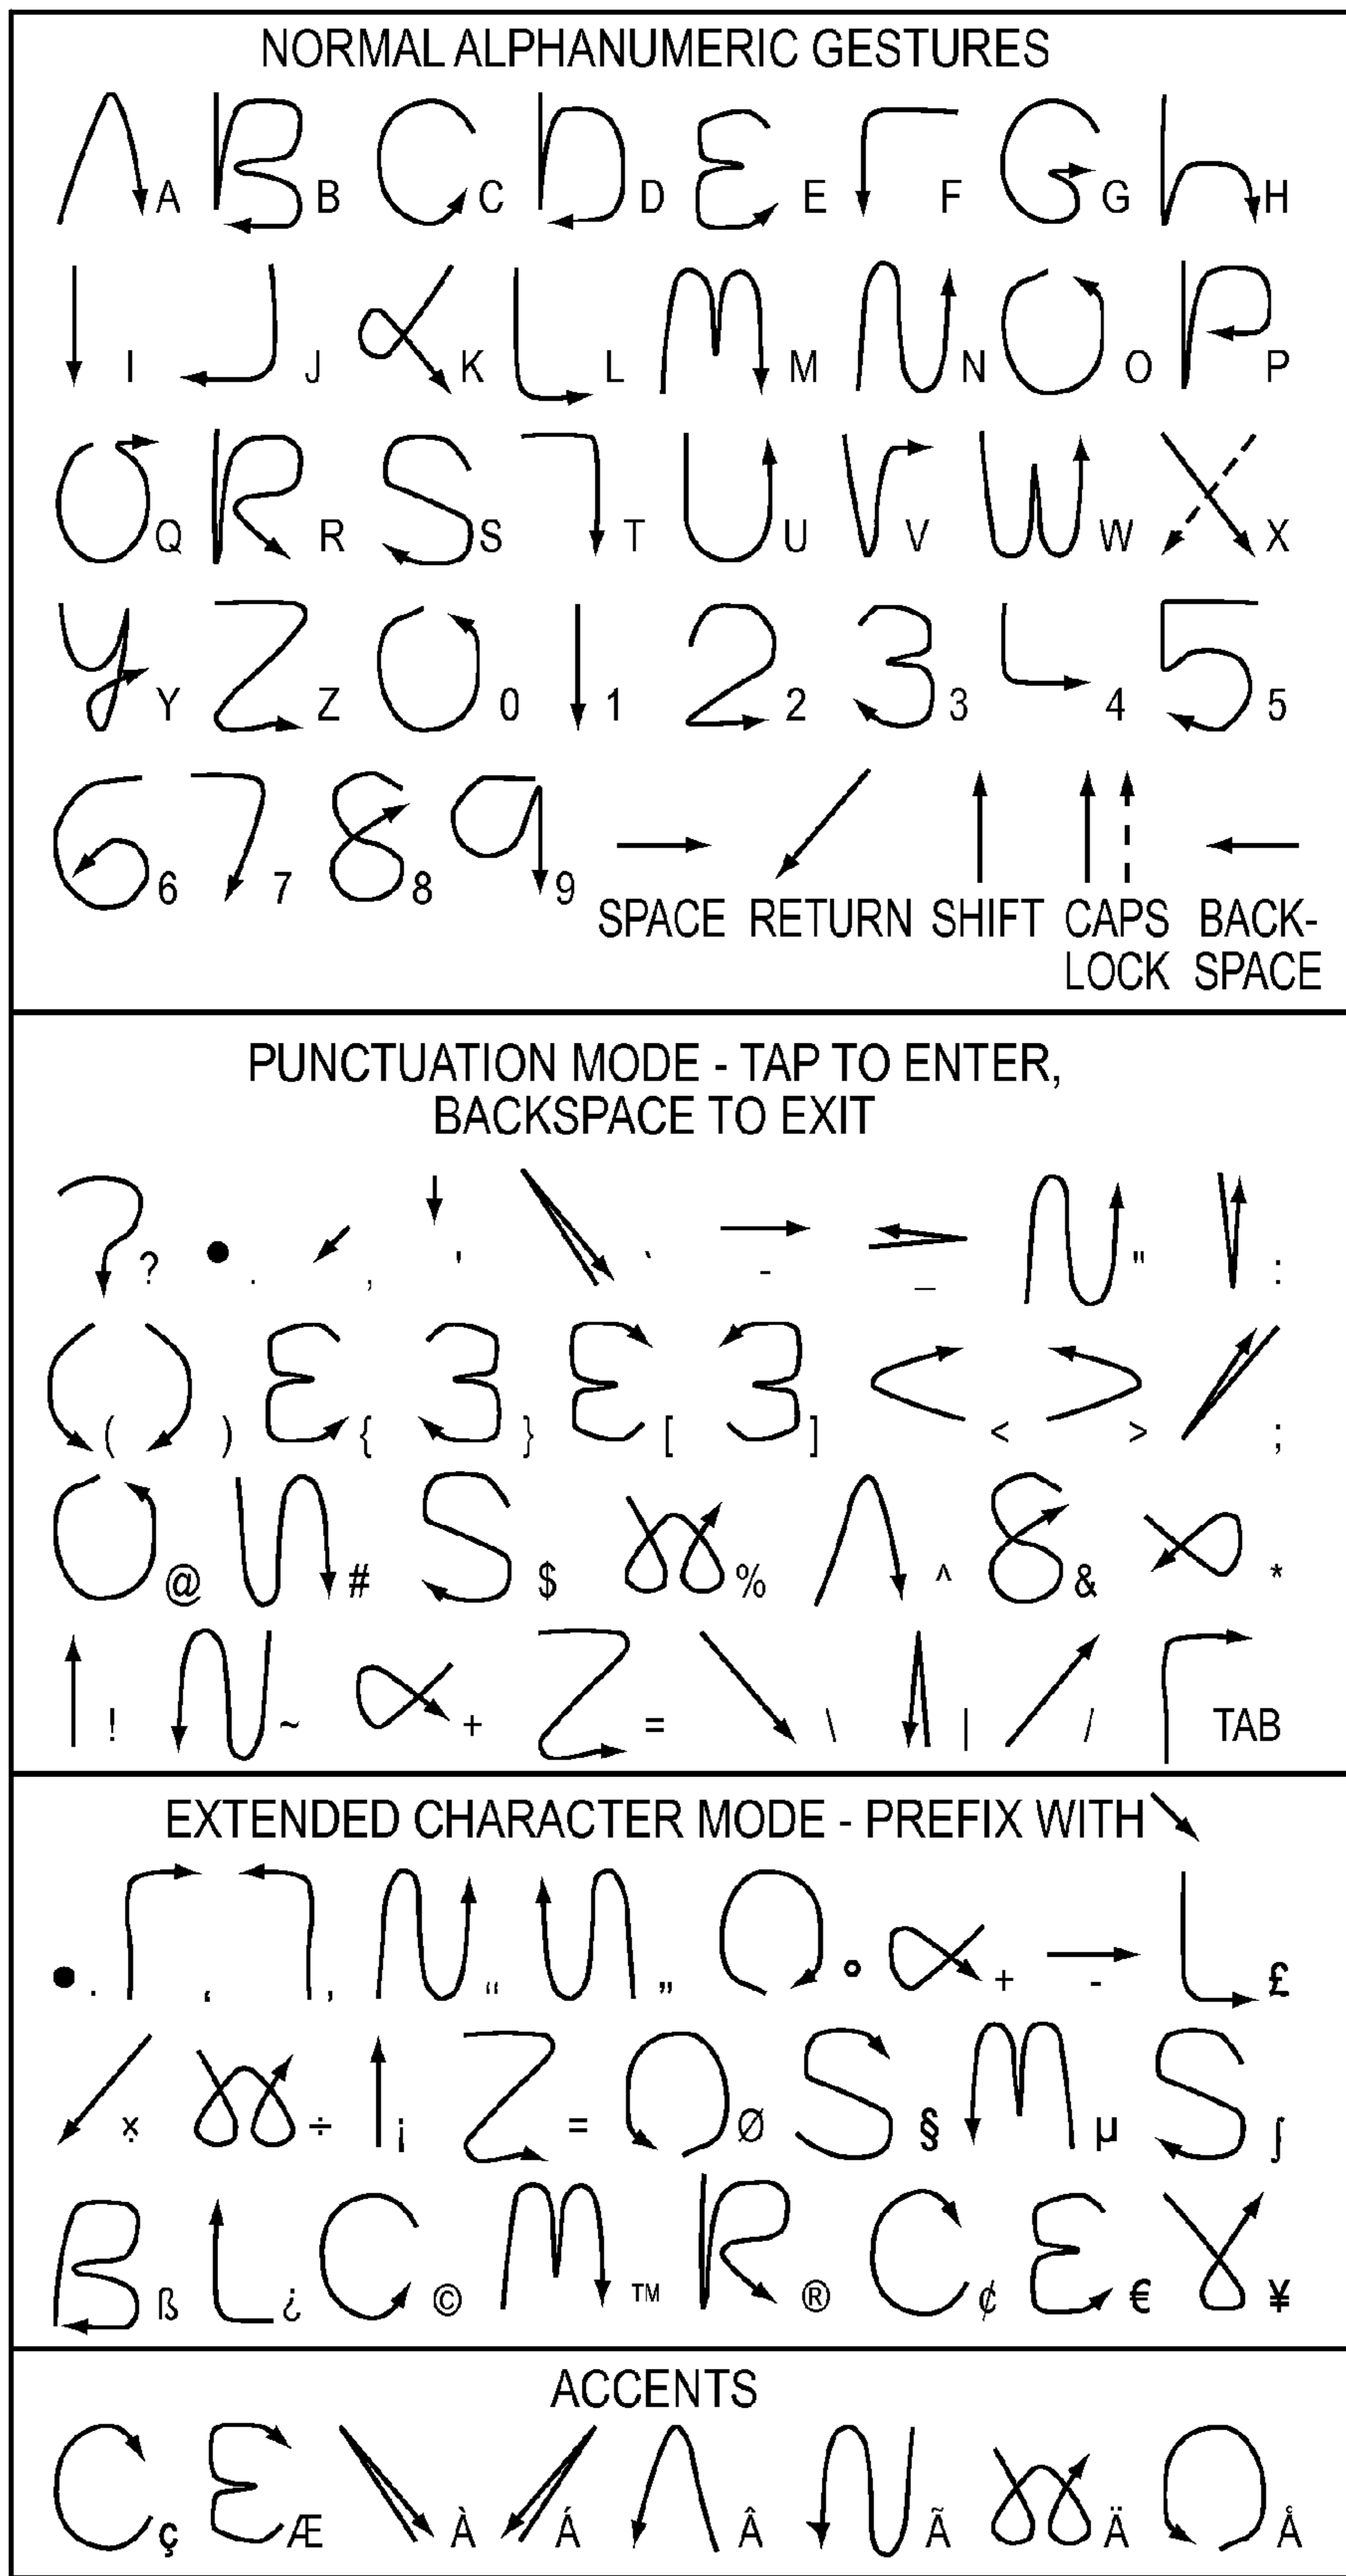 NORMAL ALPHANUMERIC GESTURES
A B C D E F G H
I J K L M N O P
Q R S T U V W X
Y Z 0 1 2 3 4 5
6 7 8 9 SPACE RETURN SHIFT CAPS LOCK BACK-SPACE
PUNCTUATION MODE - TAP TO ENTER,
BACKSPACE TO EXIT
? . , ' ` - _ " :
( ) { } [ ] < > ;
@ # $ % ^ & *
! ~ + = \ | / TAB
EXTENDED CHARACTER MODE - PREFIX WITH
. ‘ ’ “ ” ° + - £
× ÷ ¡ = Ø § µ ∫
ß ¿ © ™ ® ¢ € ¥
ACCENTS
ç Æ À Á Â Ã Ä Å